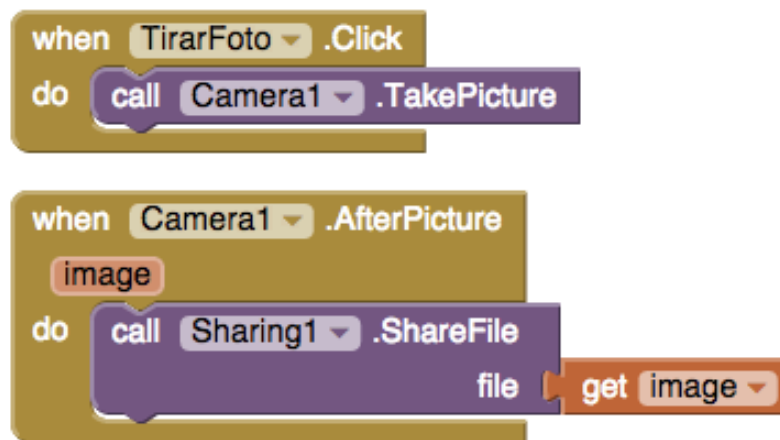 when TirarFoto .Click
do call Camera1 .TakePicture
when Camera1 .AfterPicture
image
do call Sharing1 .ShareFile
file get image